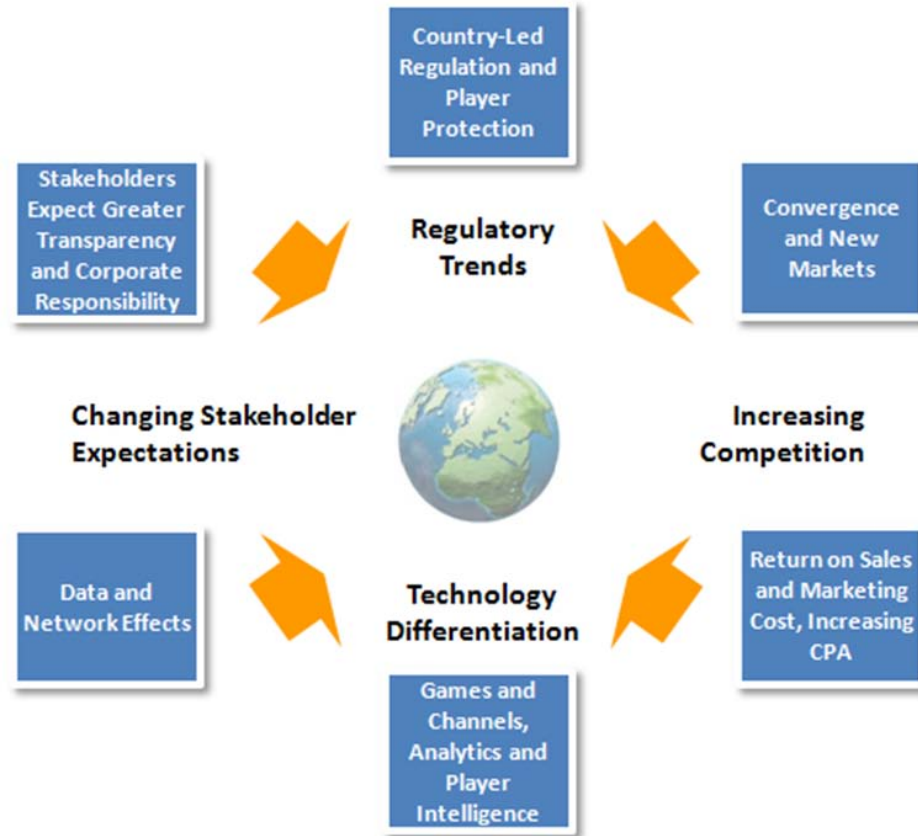 Country-Led
Regulation and
Player
Protection
Stakeholders
Expect Greater
Transparency
and Corporate
Responsibility
Regulatory
Trends
Convergence
and New
Markets
Changing Stakeholder
Expectations
Increasing
Competition
Data and
Network Effects
Technology
Differentiation
Return on Sales
and Marketing
Cost, Increasing
CPA
Games and
Channels,
Analytics and
Player
Intelligence